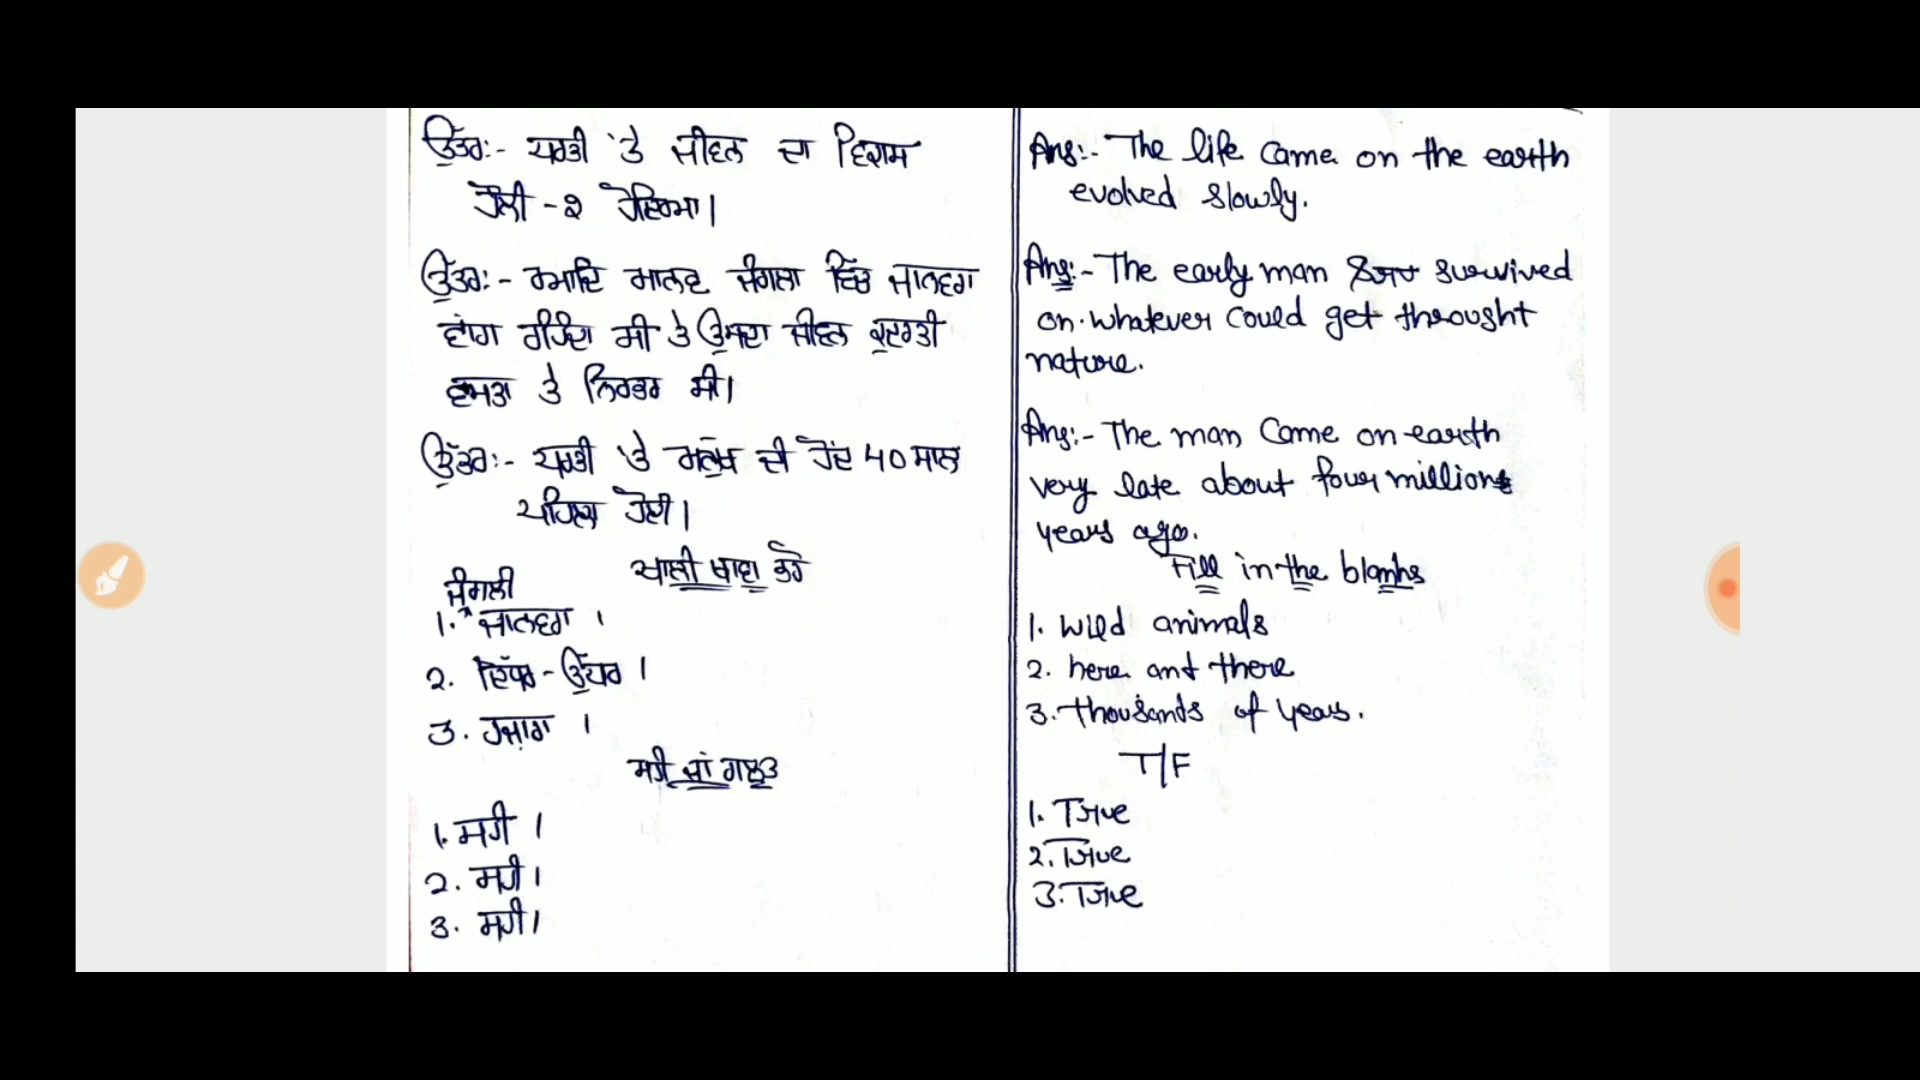 ਉੱਤਰ:- ਧਰਤੀ 'ਤੇ ਜੀਵਨ ਦਾ ਵਿਕਾਸ
ਹੌਲੀ-੨ ਹੋਇਆ।
ਉੱਤਰ:- ਆਦਿ ਮਾਨਵ ਜੰਗਲਾਂ ਵਿੱਚ ਜਾਨਵਰਾਂ
ਵਾਂਗ ਰਹਿੰਦਾ ਸੀ ਤੇ ਉਸਦਾ ਜੀਵਨ ਕੁਦਰਤੀ
ਵਸਤਾਂ ਤੇ ਨਿਰਭਰ ਸੀ।
ਉੱਤਰ:- ਧਰਤੀ 'ਤੇ ਮਨੁੱਖ ਦੀ ਹੋਂਦ 40 ਸਾਲ
ਪਹਿਲਾਂ ਹੋਈ।
ਖਾਲੀ ਥਾਵਾਂ ਭਰੋ
1. ਜੰਗਲੀ ਜਾਨਵਰਾਂ ।
2. ਇੱਧਰ-ਉੱਧਰ ।
3. ਹਜ਼ਾਰਾਂ ।
ਸਹੀ ਜਾਂ ਗਲਤ
1. ਸਹੀ ।
2. ਸਹੀ।
3. ਸਹੀ।
Ans:- The life came on the earth
evolved slowly.
Ans:- The early man survived
on whatever could get throught
nature.
Ans:- The man came on earth
very late about four million
years ago.
Fill in the blanks
1. Wild animals
2. here and there
3. thousands of years.
T/F
1. True
2. True
3. True